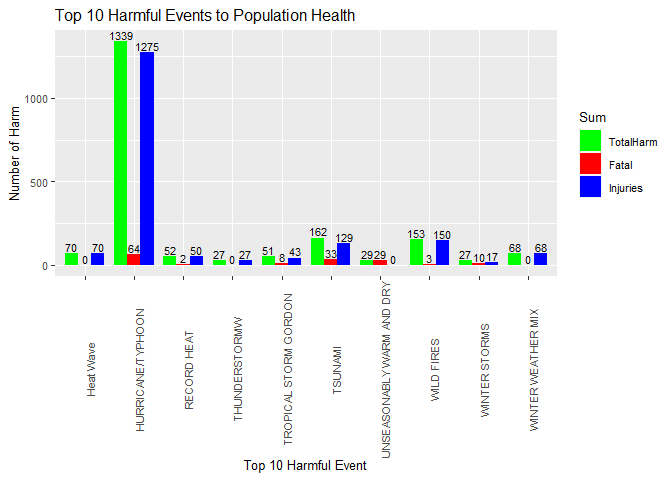 Top 10 Harmful Events to Population Health
Number of Harm
1000
500
0
70 0 70
1339 64 1275
52 2 50
27 0 27
51 8 43
162 33 129
29 29 0
153 3 150
27 10 17
68 0 68
Heat Wave
HURRICANE/TYPHOON
RECORD HEAT
THUNDERSTORMW
TROPICAL STORM GORDON
TSUNAMI
UNSEASONABLY WARM AND DRY
WILD FIRES
WINTER STORMS
WINTER WEATHER MIX
Top 10 Harmful Event
Sum
TotalHarm
Fatal
Injuries